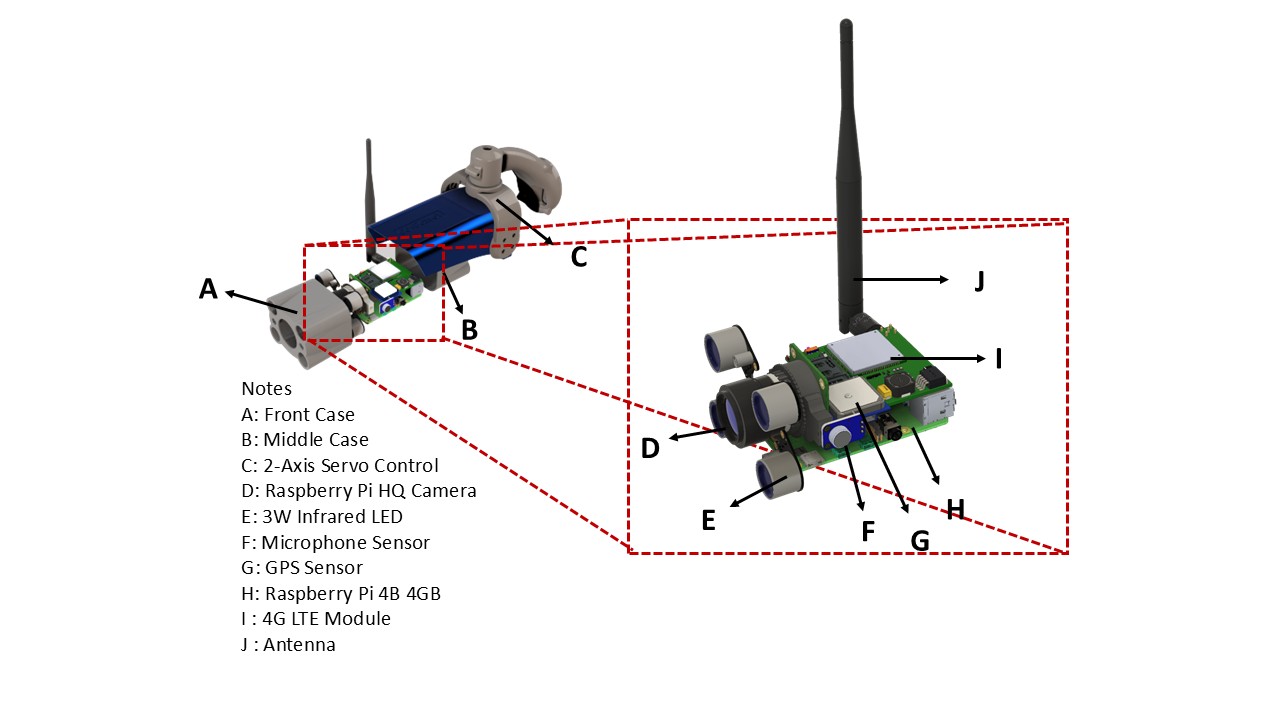 J
C
A
B
I
D
H
E
F
G
Notes
A: Front Case
B: Middle Case
C: 2-Axis Servo Control
D: Raspberry Pi HQ Camera
E: 3W Infrared LED
F: Microphone Sensor
G: GPS Sensor
H: Raspberry Pi 4B 4GB
I : 4G LTE Module
J : Antenna